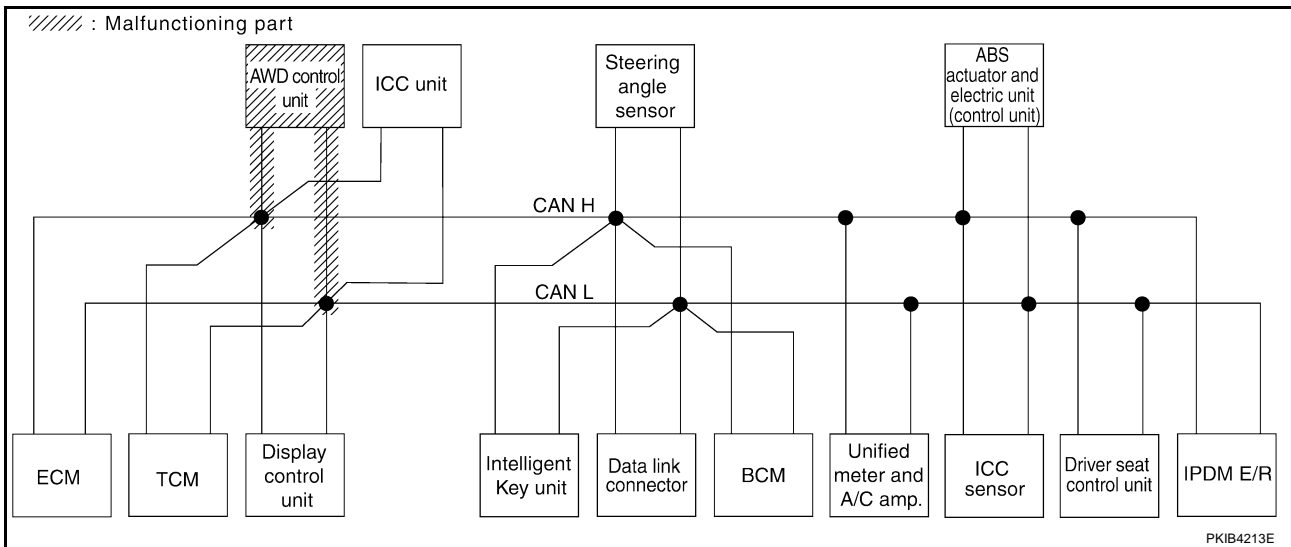 : Malfunctioning part
AWD control
unit
ICC unit
Steering
angle
sensor
ABS
actuator and
electric unit
(control unit)
CAN H
CAN L
ECM
TCM
Display
control
unit
Intelligent
Key unit
Data link
connector
BCM
Unified
meter and
A/C amp.
ICC
sensor
Driver seat
control unit
IPDM E/R
PKIB4213E